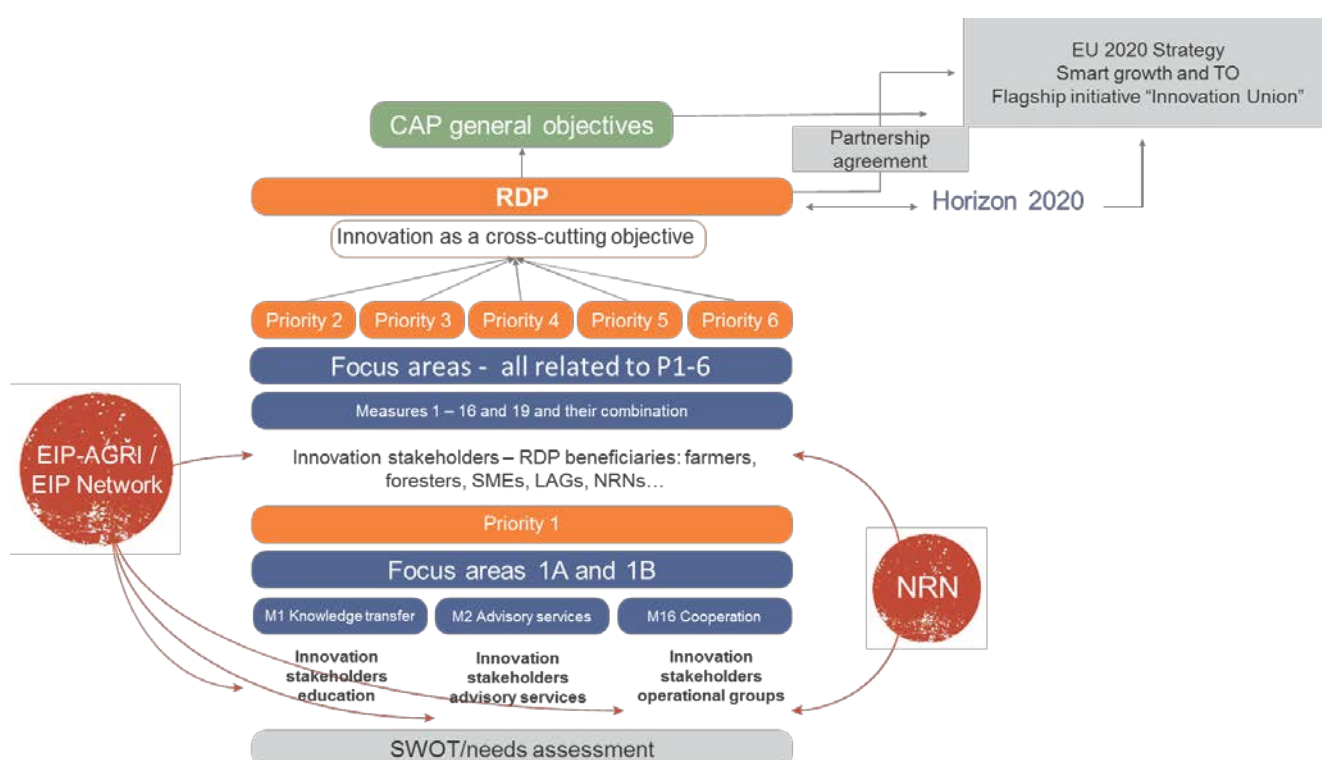 EU 2020 Strategy
Smart growth and TO
Flagship initiative “Innovation Union”
CAP general objectives
Partnership
agreement
RDP
Horizon 2020
Innovation as a cross-cutting objective
Priority 2
Priority 3
Priority 4
Priority 5
Priority 6
Focus areas - all related to P1-6
Measures 1 – 16 and 19 and their combination
EIP-AGRI /
EIP Network
Innovation stakeholders – RDP beneficiaries: farmers,
foresters, SMEs, LAGs, NRNs…
Priority 1
Focus areas 1A and 1B
NRN
M1 Knowledge transfer
M2 Advisory services
M16 Cooperation
Innovation
stakeholders
education
Innovation
stakeholders
advisory services
Innovation
stakeholders
operational groups
SWOT/needs assessment